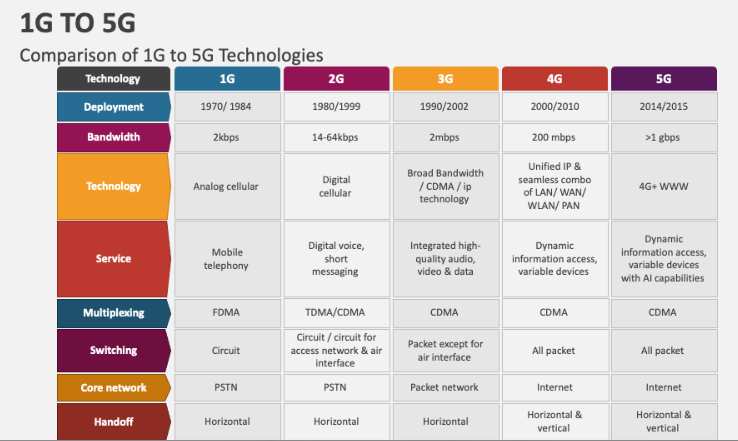 1G TO 5G
Comparison of 1G to 5G Technologies
Technology 1G 2G 3G 4G 5G
Deployment 1970/ 1984 1980/1999 1990/2002 2000/2010 2014/2015
Bandwidth 2kbps 14-64kbps 2mbps 200 mbps >1 gbps
Technology
Analog cellular
Digital
cellular
Broad Bandwidth
/ CDMA / ip
technology
Unified IP &
seamless combo
of LAN/ WAN/
WLAN/ PAN
4G+ WWW
Service
Mobile
telephony
Digital voice,
short
messaging
Integrated high-
quality audio,
video & data
Dynamic
information access,
variable devices
Dynamic
information access,
variable devices
with AI capabilities
Multiplexing FDMA TDMA/CDMA CDMA CDMA CDMA
Switching
Circuit
Circuit / circuit for
access network & air
interface
Packet except for
air interface
All packet
All packet
Core network PSTN PSTN Packet network Internet Internet
Handoff
Horizontal
Horizontal
Horizontal
Horizontal &
vertical
Horizontal &
vertical